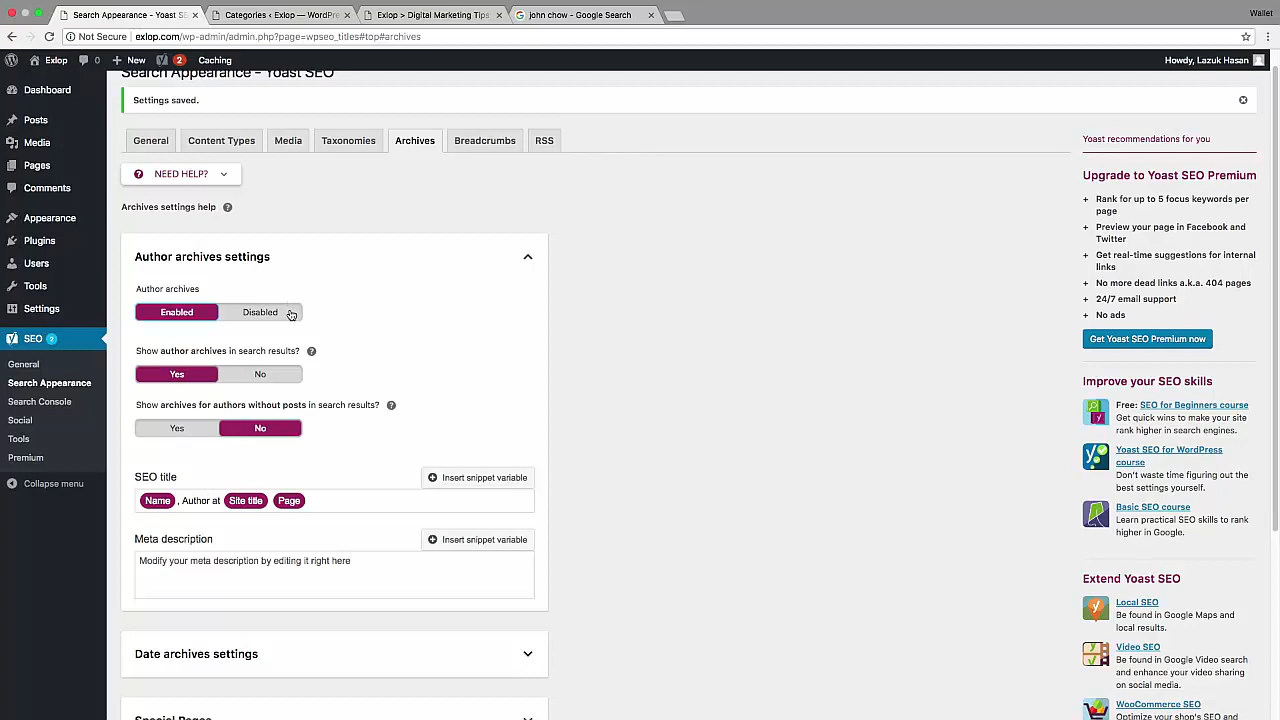 Search Appearance - Yoast SE
Categories ‹ Exlop — WordPre
Exlop > Digital Marketing Tips
john chow - Google Search
Wallet
Not Secure
exlop.com/wp-admin/admin.php?page=wpseo_titles#top#archives
Exlop
0
New
2
Caching
Howdy, Lazuk Hasan
Dashboard
Posts
Media
Pages
Comments
Appearance
Plugins
Users
Tools
Settings
SEO
General
Search Appearance
Search Console
Social
Tools
Premium
Collapse menu
Search Appearance - Yoast SEO
Settings saved.
General
Content Types
Media
Taxonomies
Archives
Breadcrumbs
RSS
NEED HELP?
Archives settings help
Author archives settings
Author archives
Enabled
Disabled
Show author archives in search results?
Yes
No
Show archives for authors without posts in search results?
Yes
No
SEO title
Insert snippet variable
Name , Author at Site title Page
Meta description
Insert snippet variable
Modify your meta description by editing it right here
Date archives settings
Special Pages
Yoast recommendations for you
Upgrade to Yoast SEO Premium
+ Rank for up to 5 focus keywords per
page
+ Preview your page in Facebook and
Twitter
+ Get real-time suggestions for internal
links
+ No more dead links a.k.a. 404 pages
+ 24/7 email support
+ No ads
Get Yoast SEO Premium now
Improve your SEO skills
Free: SEO for Beginners course
Get quick wins to make your site
rank higher in search engines.
Yoast SEO for WordPress
course
Don't waste time figuring out the
best settings yourself.
Basic SEO course
Learn practical SEO skills to rank
higher in Google.
Extend Yoast SEO
Local SEO
Be found in Google Maps and
local results.
Video SEO
Be found in Google Video search
and enhance your video sharing
on social media.
WooCommerce SEO
Optimize your shop's SEO and